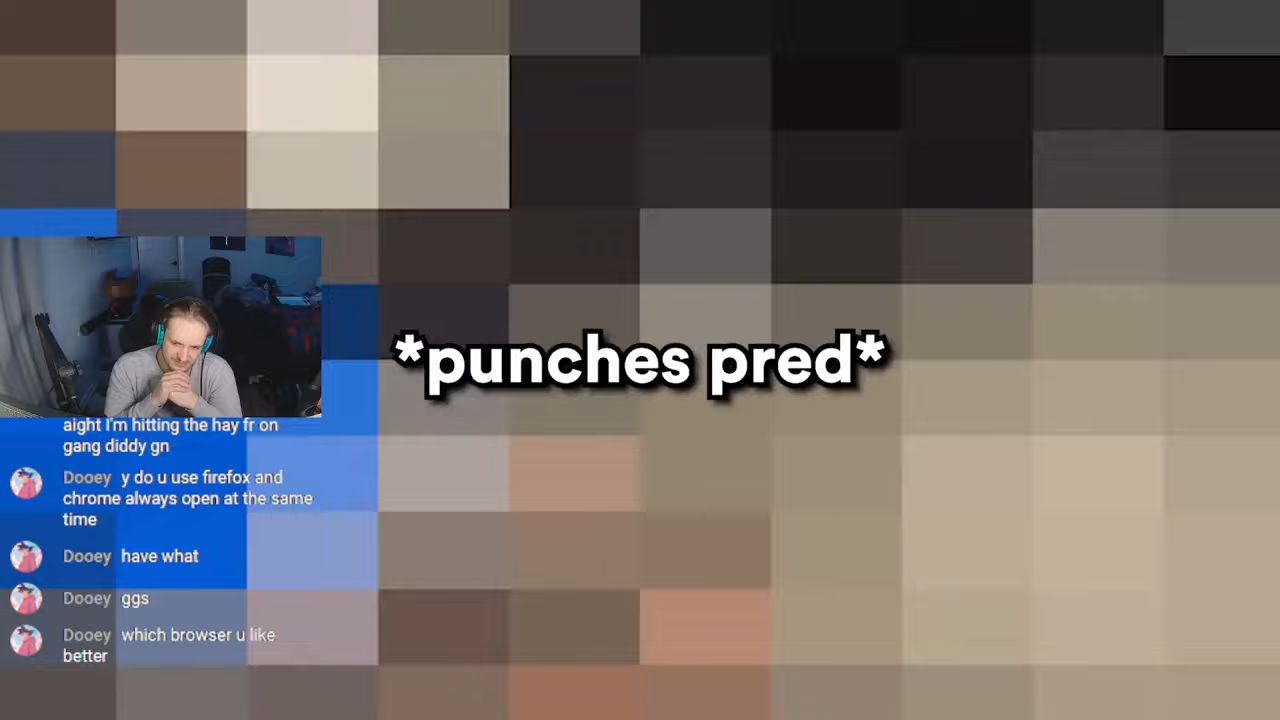 *punches pred*
aight I'm hitting the hay fr on
gang diddy gn
Dooey y do u use firefox and
chrome always open at the same
time
Dooey have what
Dooey ggs
Dooey which browser u like
better